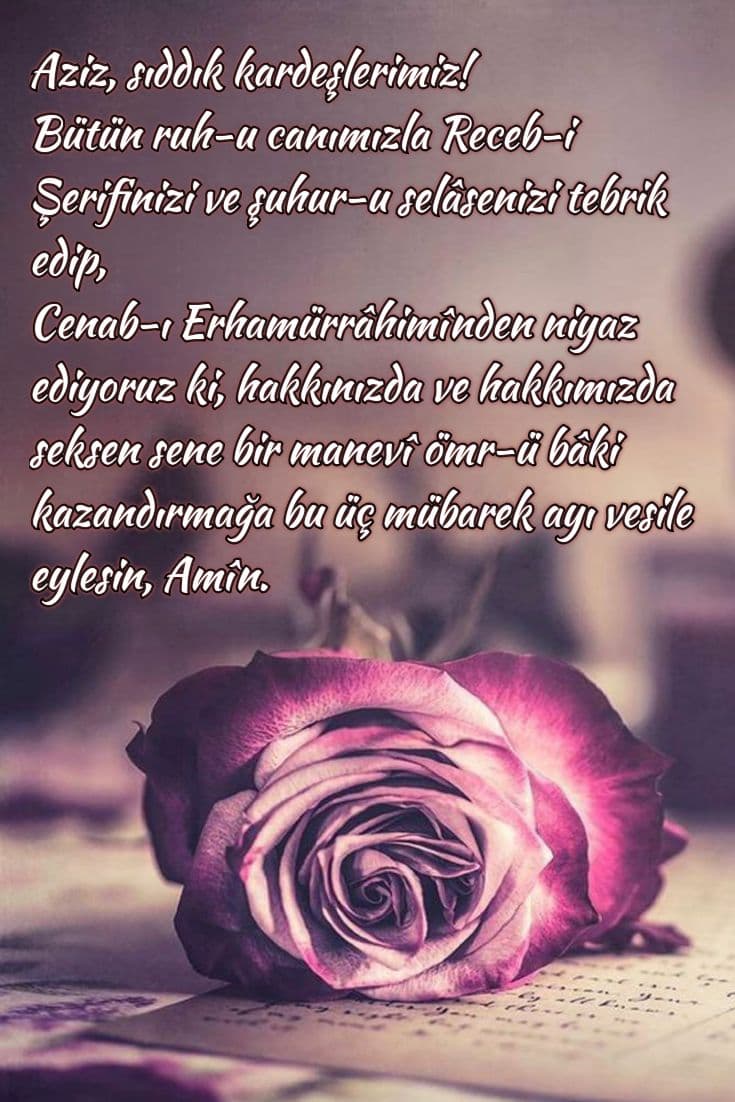 Aziz, sıddık kardeşlerimiz!
Bütün ruh-u canımızla Receb-i
Şerifinizi ve şuhur-u selâsenizi tebrik
edip,
Cenab-ı Erhamürrâhimînden niyaz
ediyoruz ki, hakkınızda ve hakkımızda
seksen sene bir manevî ömr-ü bâki
kazandırmağa bu üç mübarek ayı vesile
eylesin, Amîn.